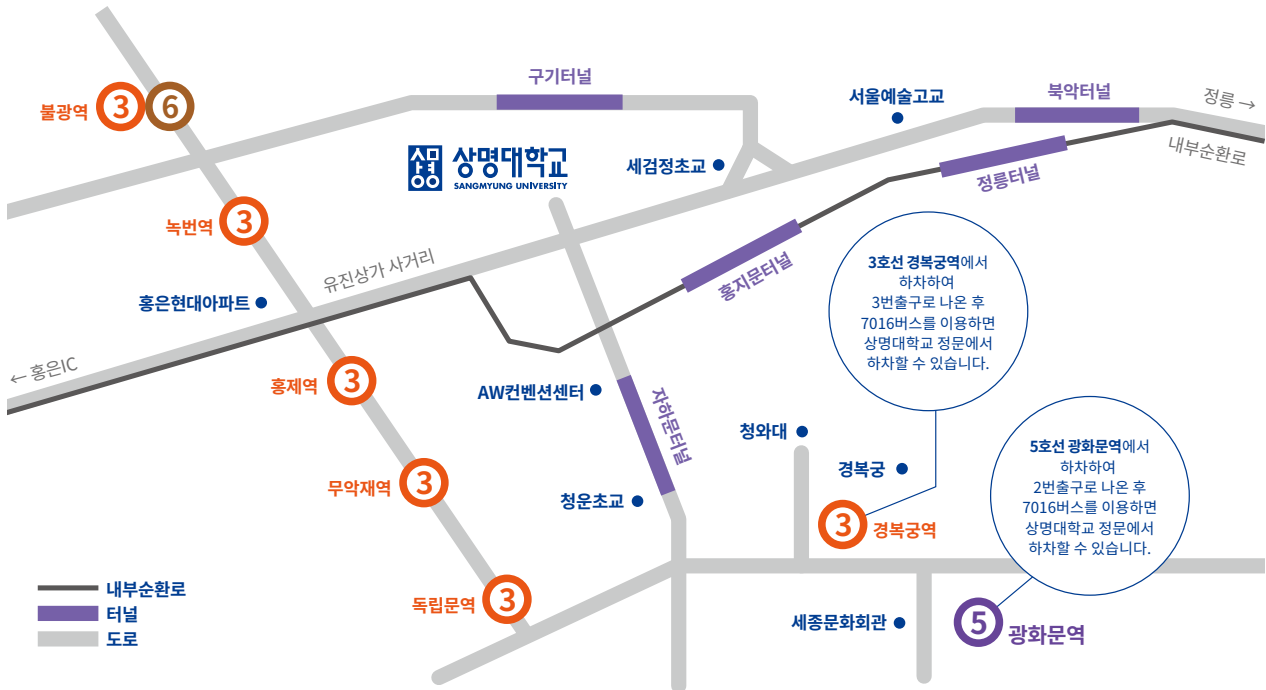 구기터널
북악터널
서울예술고교
정릉 →
불광역
3
6
내부순환로
상명
상명대학교
SANGMYUNG UNIVERSITY
세검정초교
정릉터널
녹번역
3
유진상가 사거리
홍지문터널
3호선 경복궁역에서
하차하여
3번출구로 나온 후
7016버스를 이용하면
상명대학교 정문에서
하차할 수 있습니다.
홍은현대아파트
← 홍은IC
홍제역
3
AW컨벤션센터
자하문터널
청와대
경복궁
5호선 광화문역에서
하차하여
2번출구로 나온 후
7016버스를 이용하면
상명대학교 정문에서
하차할 수 있습니다.
무악재역
3
청운초교
3
경복궁역
내부순환로
터널
도로
독립문역
3
세종문화회관
5
광화문역